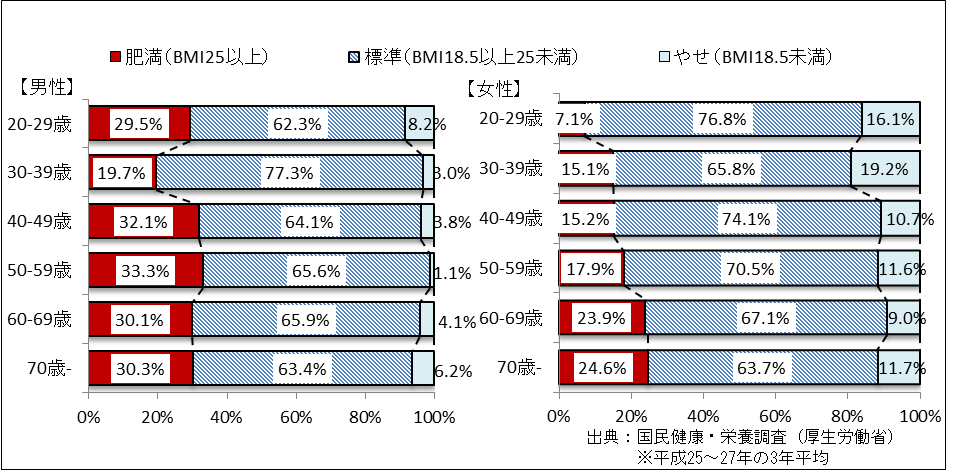 肥満(BMI25以上) 標準(BMI18.5以上25未満) やせ(BMI18.5未満)
【男性】
20-29歳 29.5% 62.3% 8.2%
30-39歳 19.7% 77.3% 3.0%
40-49歳 32.1% 64.1% 3.8%
50-59歳 33.3% 65.6% 1.1%
60-69歳 30.1% 65.9% 4.1%
70歳- 30.3% 63.4% 6.2%
0% 20% 40% 60% 80% 100%
【女性】
20-29歳 7.1% 76.8% 16.1%
30-39歳 15.1% 65.8% 19.2%
40-49歳 15.2% 74.1% 10.7%
50-59歳 17.9% 70.5% 11.6%
60-69歳 23.9% 67.1% 9.0%
70歳- 24.6% 63.7% 11.7%
0% 20% 40% 60% 80% 100%
出典：国民健康・栄養調査（厚生労働省）
※平成25～27年の3年平均